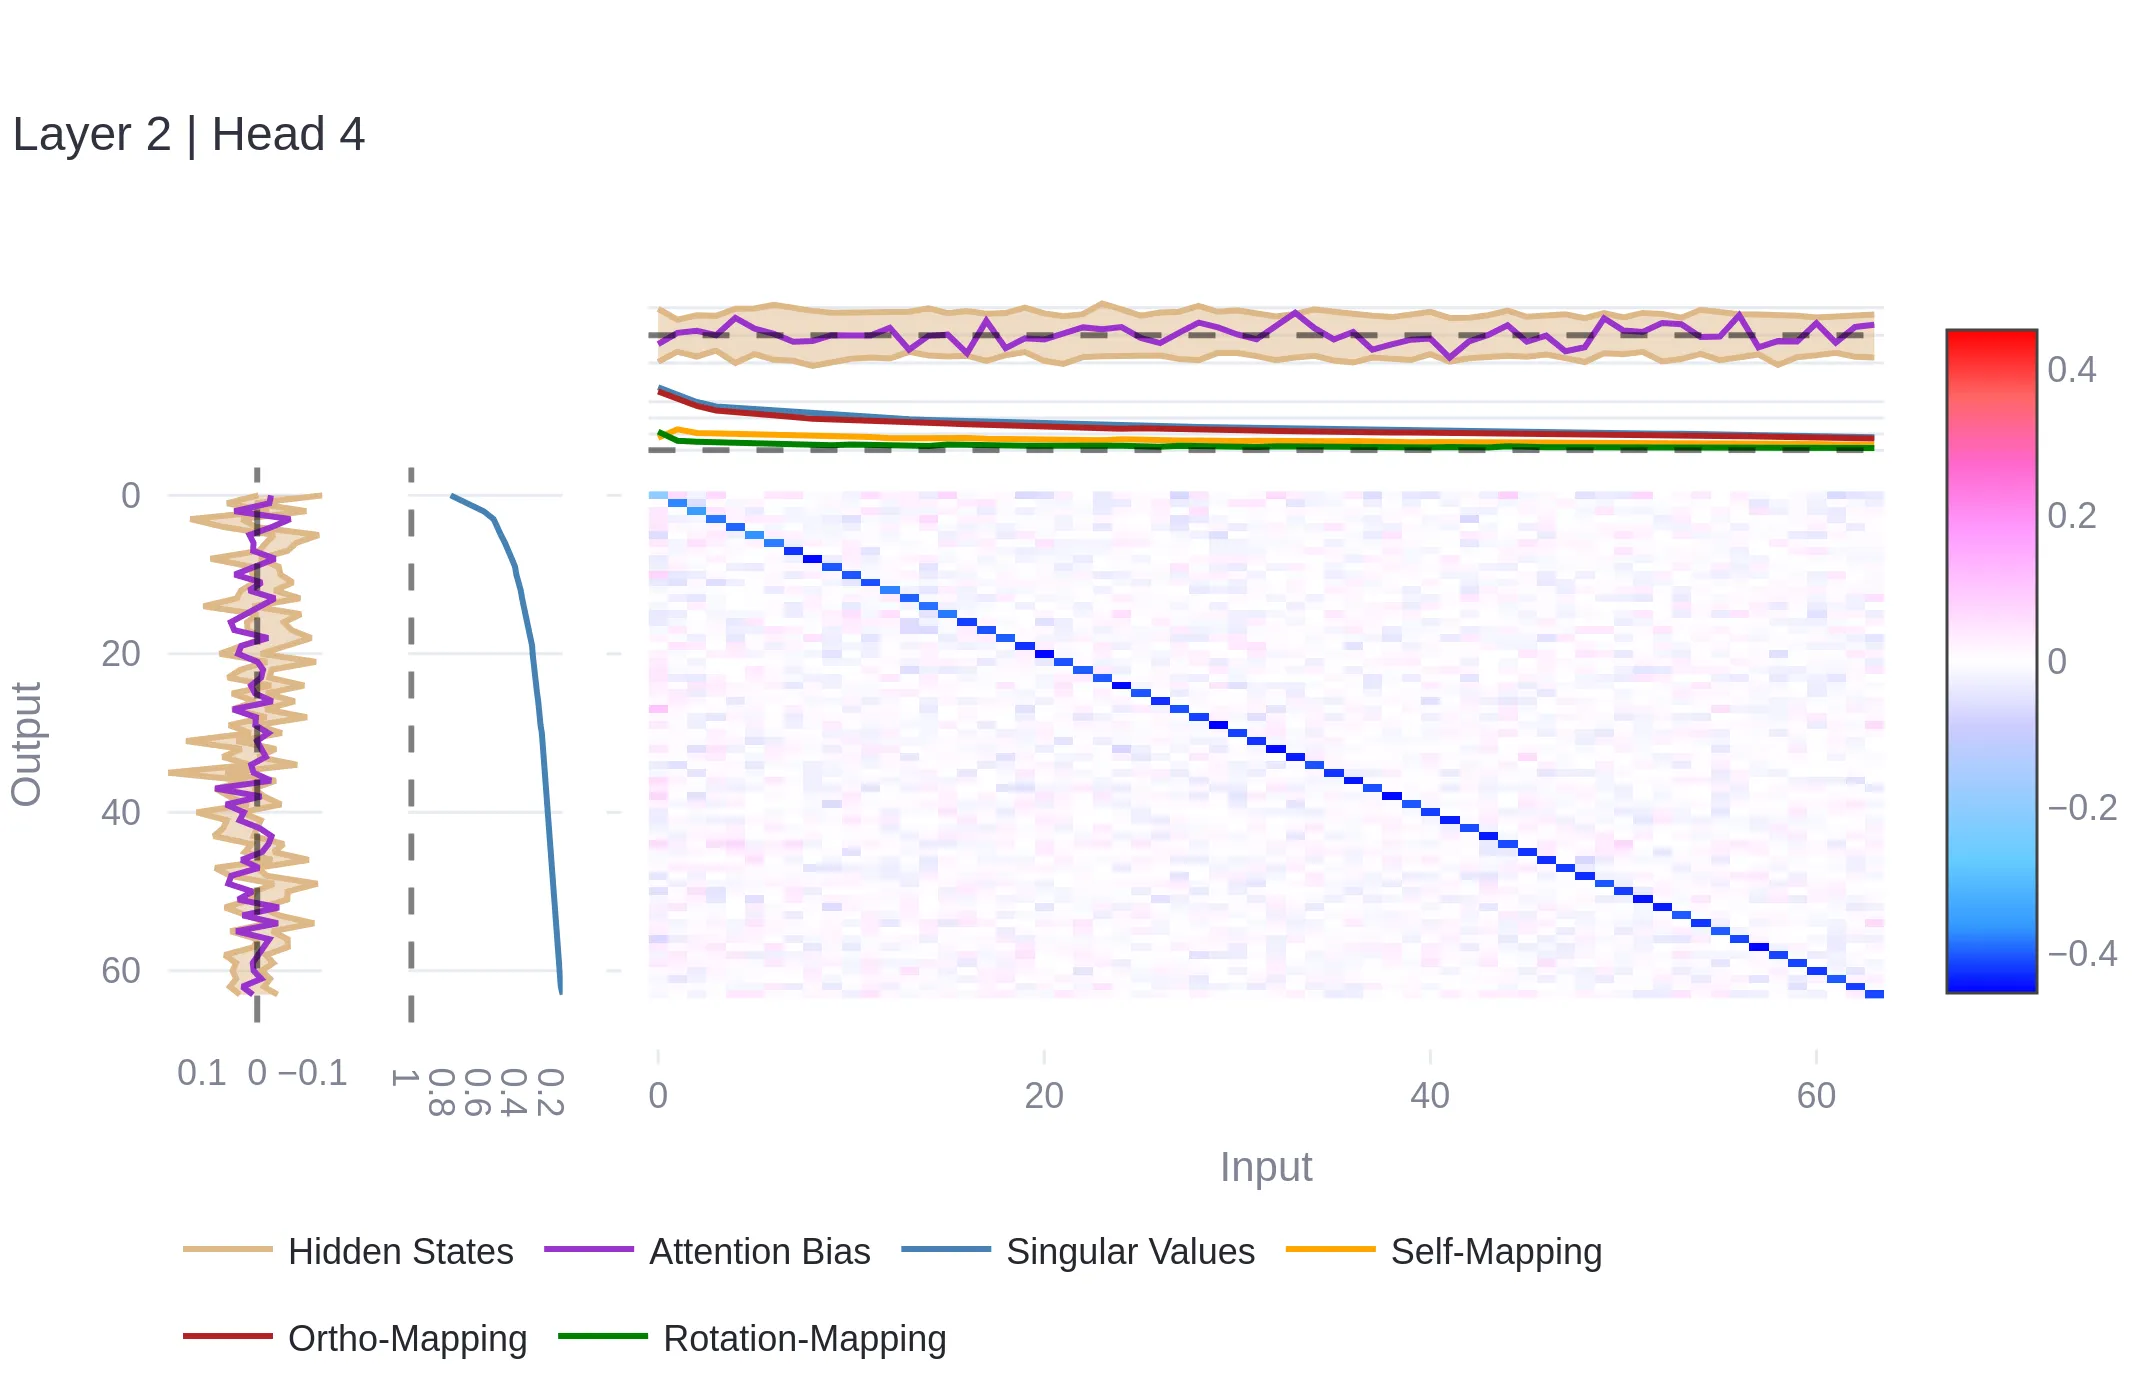 Layer 2 | Head 4
0
20
40
60
Output
0.1 0 −0.1
1
0.8
0.6
0.4
0.2
0 20 40 60
Input
0.4
0.2
0
−0.2
−0.4
Hidden States Attention Bias Singular Values Self-Mapping
Ortho-Mapping Rotation-Mapping